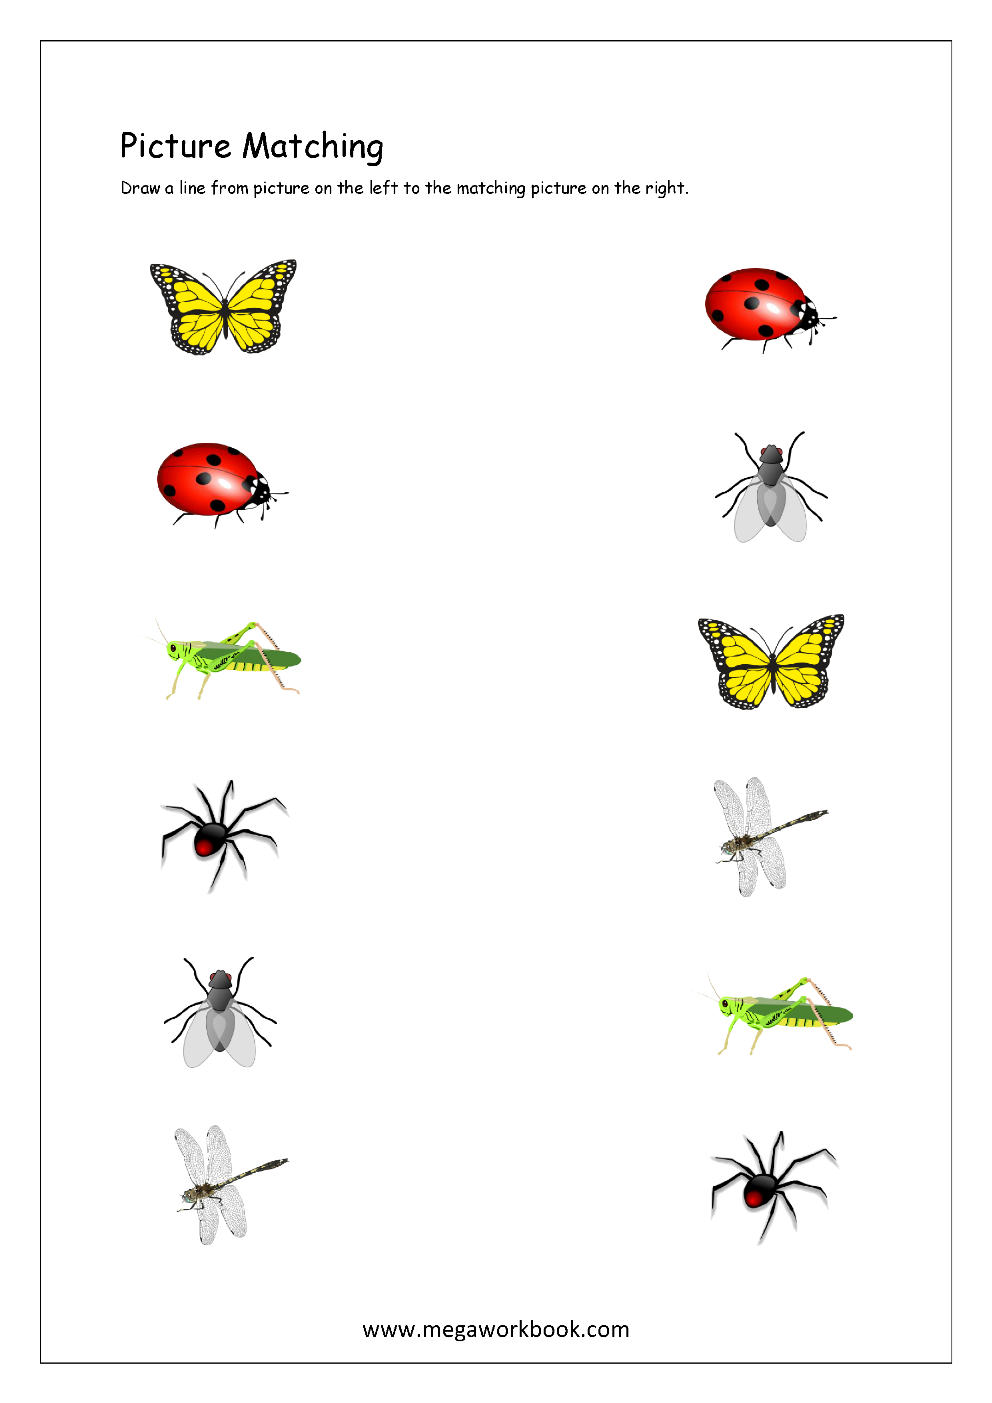 Picture Matching
Draw a line from picture on the left to the matching picture on the right.
www.megaworkbook.com